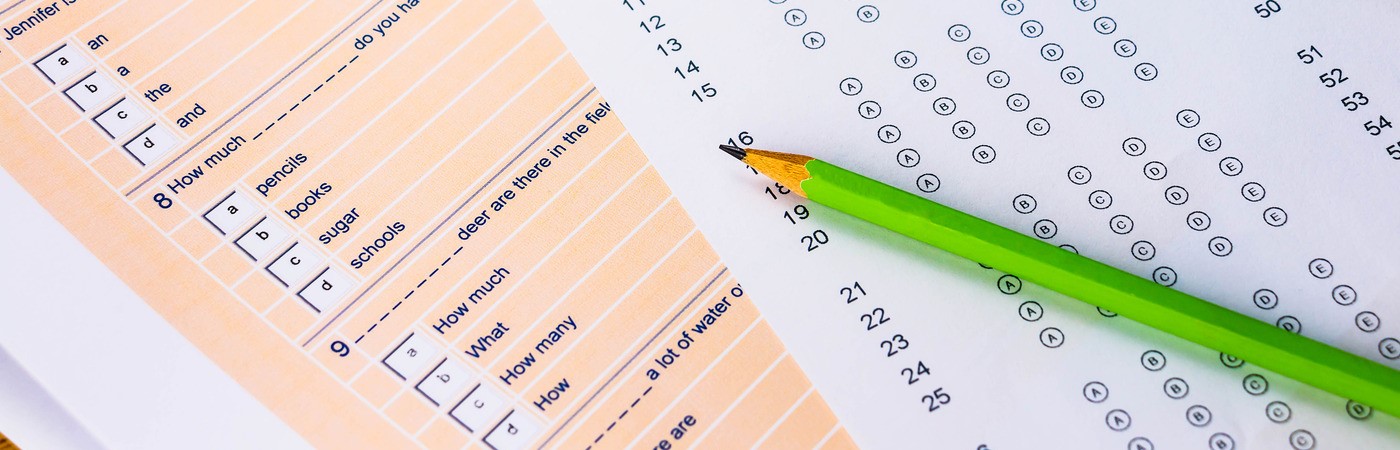 Jennifer is
a an
b a
c the
d and
8 How much _ _ _ _ _ _ _ _ do you ha
a pencils
b books
c sugar
d schools
9 _ _ _ _ _ _ _ _ deer are there in the fiel
a How much
b What
c How many
d How
_ _ _ _ _ a lot of water o
re are
11
12
13
14
15
16
18
19
20
21
22
23
24
25
50
51
52
53
54
A B C D E